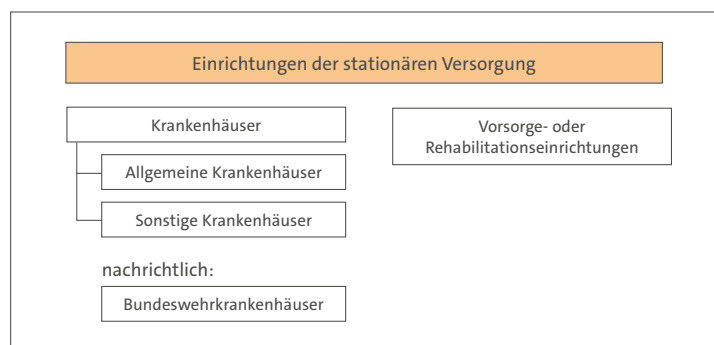 Einrichtungen der stationären Versorgung
Krankenhäuser
Allgemeine Krankenhäuser
Sonstige Krankenhäuser
nachrichtlich:
Bundeswehrkrankenhäuser
Vorsorge- oder
Rehabilitationseinrichtungen